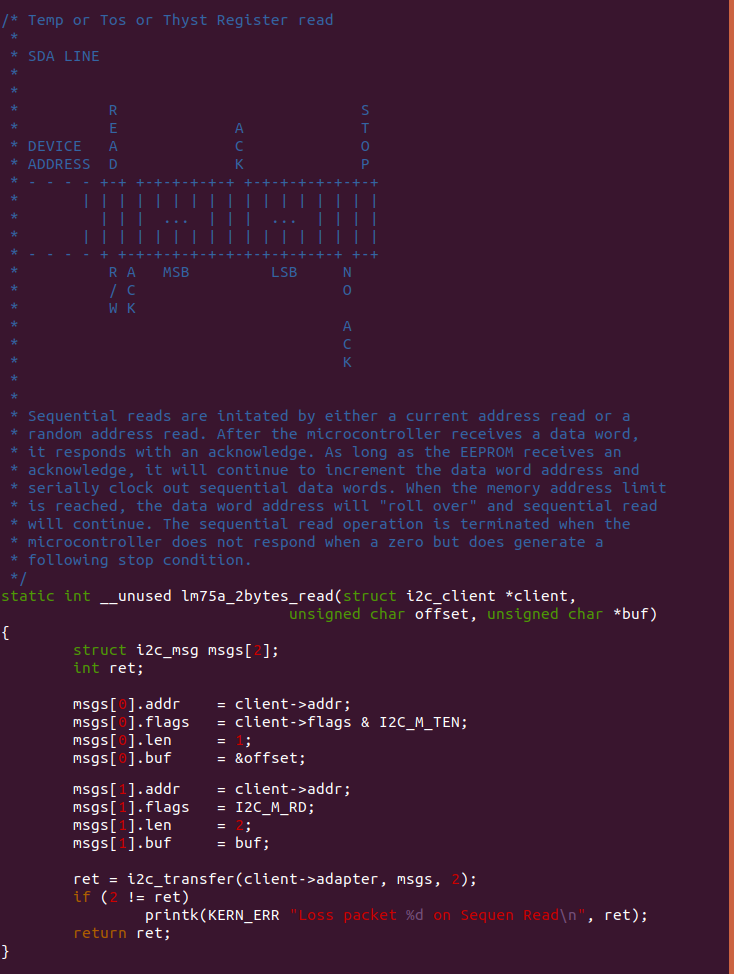 /* Temp or Tos or Thyst Register read
 *
 * SDA LINE
 *
 *
 *          R                           S
 *          E             A             T
 * DEVICE   A             C             O
 * ADDRESS  D             K             P
 * - - - - +-+ +-+-+-+-+-+ +-+-+-+-+-+-+-+
 *       | | | | | | | | | | | | | | | | |
 *         | | |  ...  | | |  ...  | | | |
 *       | | | | | | | | | | | | | | | | |
 * - - - - + +-+-+-+-+-+-+-+-+-+-+-+-+ +-+
 *          R A   MSB         LSB     N
 *          / C                       O
 *          W K
 *                                    A
 *                                    C
 *                                    K
 *
 *
 * Sequential reads are initated by either a current address read or a
 * random address read. After the microcontroller receives a data word,
 * it responds with an acknowledge. As long as the EEPROM receives an
 * acknowledge, it will continue to increment the data word address and
 * serially clock out sequential data words. When the memory address limit
 * is reached, the data word address will "roll over" and sequential read
 * will continue. The sequential read operation is terminated when the
 * microcontroller does not respond when a zero but does generate a
 * following stop condition.
 */
static int __unused lm75a_2bytes_read(struct i2c_client *client,
                                unsigned char offset, unsigned char *buf)
{
        struct i2c_msg msgs[2];
        int ret;

        msgs[0].addr    = client->addr;
        msgs[0].flags   = client->flags & I2C_M_TEN;
        msgs[0].len     = 1;
        msgs[0].buf     = &offset;

        msgs[1].addr    = client->addr;
        msgs[1].flags   = I2C_M_RD;
        msgs[1].len     = 2;
        msgs[1].buf     = buf;

        ret = i2c_transfer(client->adapter, msgs, 2);
        if (2 != ret)
                printk(KERN_ERR "Loss packet %d on Sequen Read\n", ret);
        return ret;
}